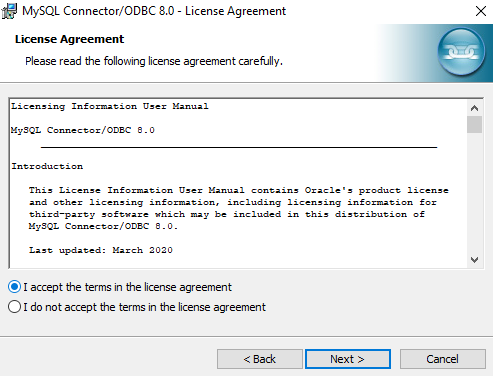 MySQL Connector/ODBC 8.0 - License Agreement
License Agreement
Please read the following license agreement carefully.
Licensing Information User Manual
MySQL Connector/ODBC 8.0
Introduction
This License Information User Manual contains Oracle's product license
and other licensing information, including licensing information for
third-party software which may be included in this distribution of
MySQL Connector/ODBC 8.0.
Last updated: March 2020
I accept the terms in the license agreement
I do not accept the terms in the license agreement
< Back
Next >
Cancel